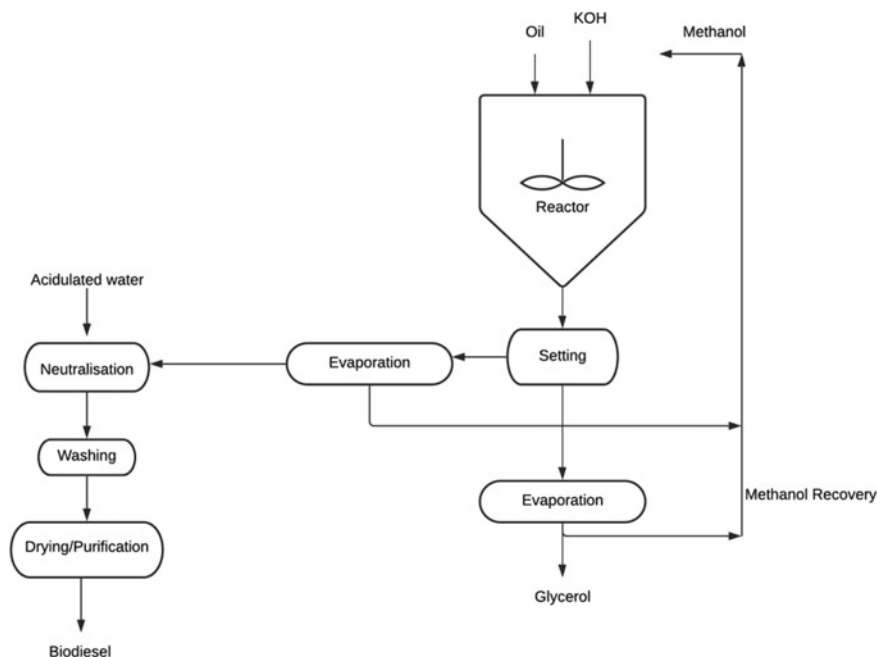 Oil
KOH
Methanol
Reactor
Acidulated water
Neutralisation
Evaporation
Setting
Washing
Evaporation
Methanol Recovery
Drying/Purification
Glycerol
Biodiesel